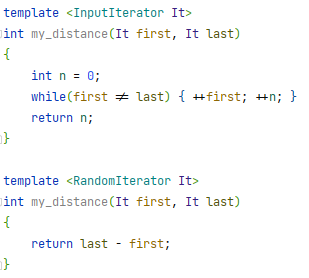 template <InputIterator It>
int my_distance(It first, It last)
{
    int n = 0;
    while(first ≠ last) { ++first; ++n; }
    return n;
}

template <RandomIterator It>
int my_distance(It first, It last)
{
    return last - first;
}